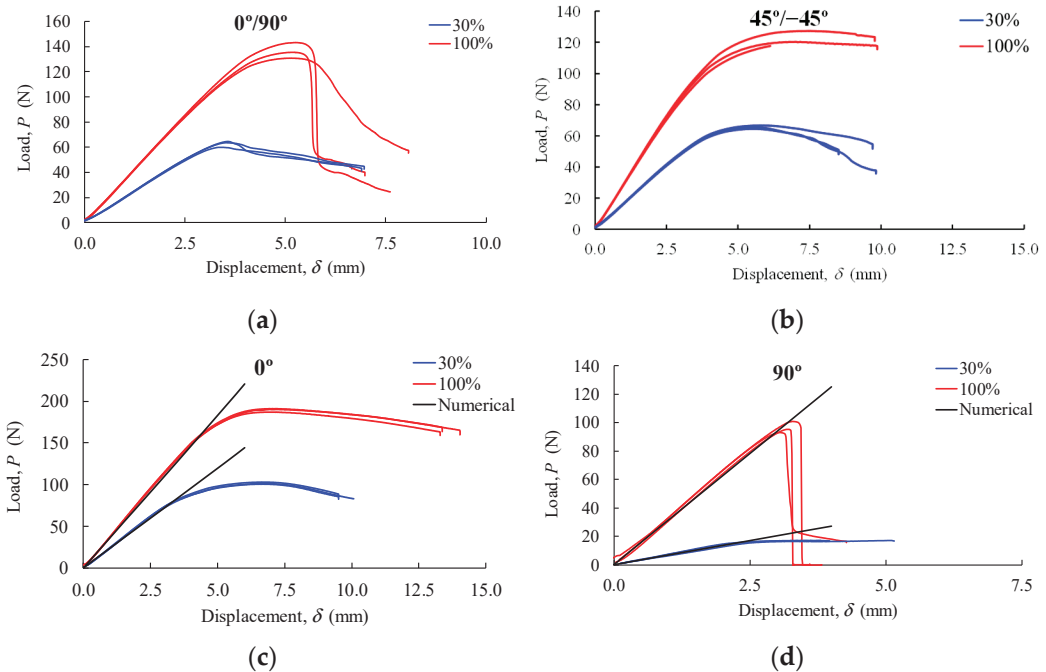 0º/90º
30%
100%
Load, P (N)
160
140
120
100
80
60
40
20
0
0.0 2.5 5.0 7.5 10.0
Displacement, δ (mm)
(a)
45º/−45º
30%
100%
Load, P (N)
140
120
100
80
60
40
20
0
0.0 2.5 5.0 7.5 10.0 12.5 15.0
Displacement, δ (mm)
(b)
0º
30%
100%
Numerical
Load, P (N)
250
200
150
100
50
0
0.0 2.5 5.0 7.5 10.0 12.5 15.0
Displacement, δ (mm)
(c)
90º
30%
100%
Numerical
Load, P (N)
140
120
100
80
60
40
20
0
0.0 2.5 5.0 7.5
Displacement, δ (mm)
(d)